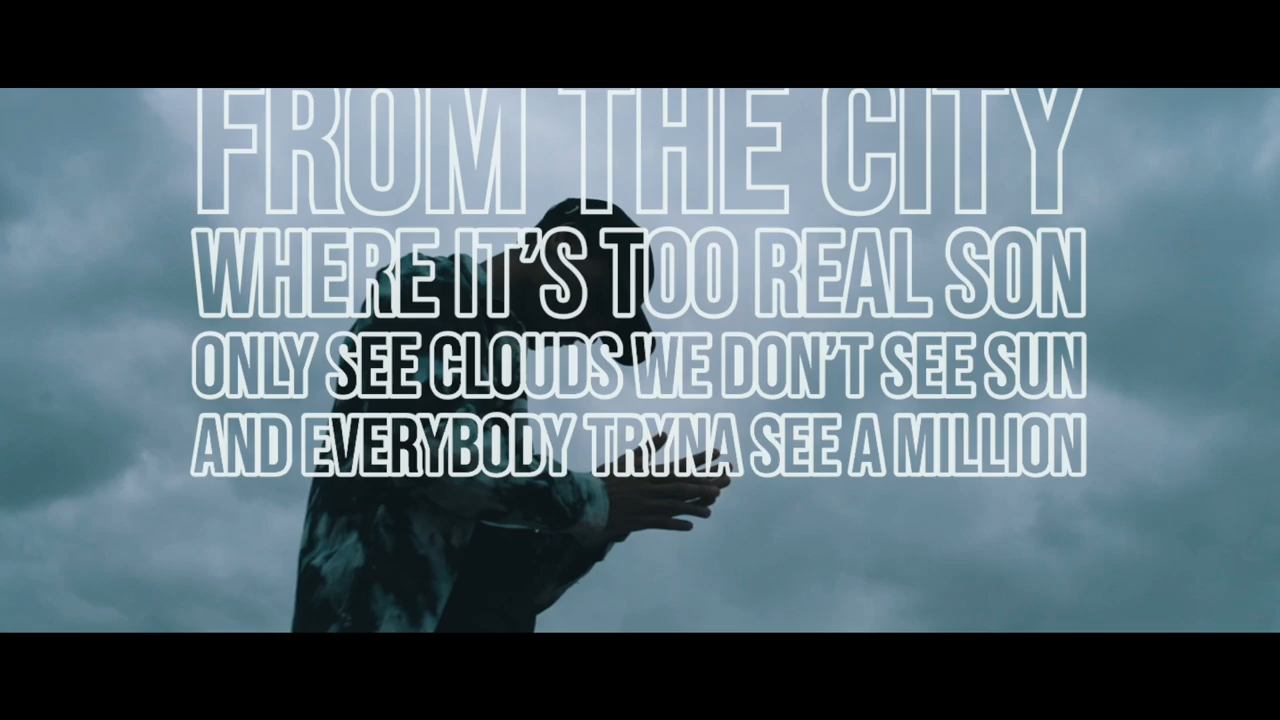 FROM THE CITY
WHERE IT'S TOO REAL SON
ONLY SEE CLOUDS WE DON'T SEE SUN
AND EVERYBODY TRYNA SEE A MILLION